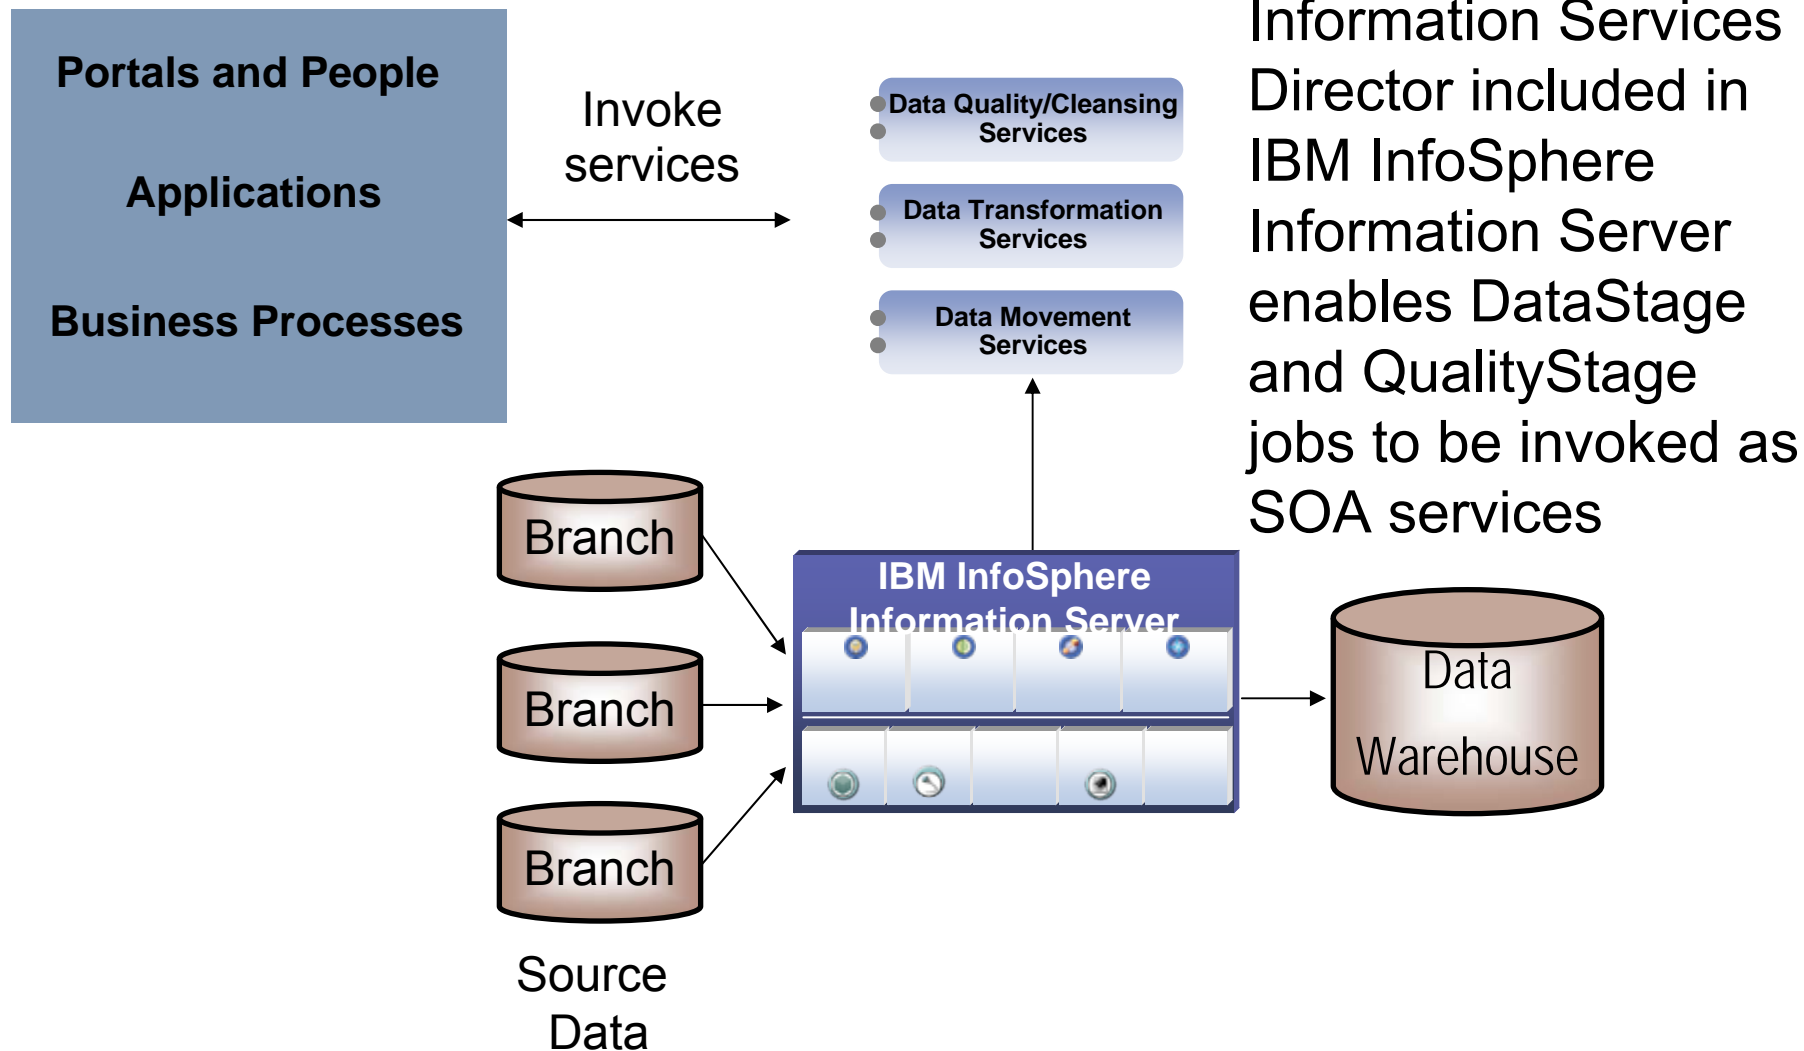 Portals and People
Applications
Business Processes
Invoke
services
Data Quality/Cleansing
Services
Data Transformation
Services
Data Movement
Services
Information Services
Director included in
IBM InfoSphere
Information Server
enables DataStage
and QualityStage
jobs to be invoked as
SOA services
Branch
Branch
Branch
Source
Data
IBM InfoSphere
Information Server
Data
Warehouse